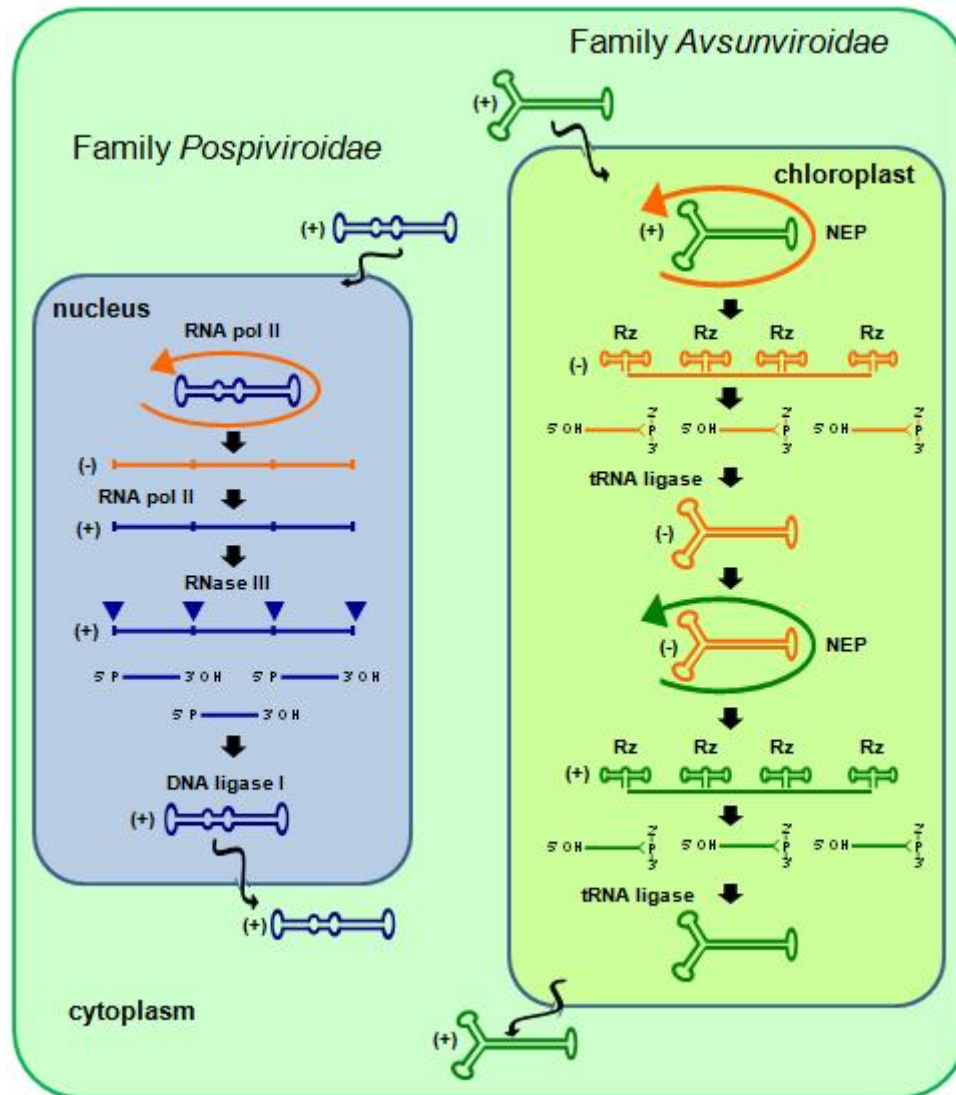 Family Pospiviroidae
(+)
nucleus
RNA pol II
(-)
RNA pol II
(+)
RNase III
(+)
5' P 3' OH 5' P 3' OH
5' P 3' OH
DNA ligase I
(+)
(+)
cytoplasm
Family Avsunviroidae
(+)
chloroplast
(+) NEP
Rz Rz Rz Rz
(-)
5' OH 2' P 3' 5' OH 2' P 3' 5' OH 2' P 3'
tRNA ligase
(-)
(-) NEP
Rz Rz Rz Rz
(+)
5' OH 2' P 3' 5' OH 2' P 3' 5' OH 2' P 3'
tRNA ligase
(+)